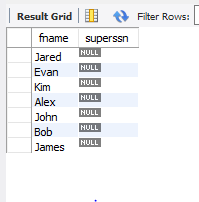 Result Grid Filter Rows:
fname superssn
Jared NULL
Evan NULL
Kim NULL
Alex NULL
John NULL
Bob NULL
James NULL